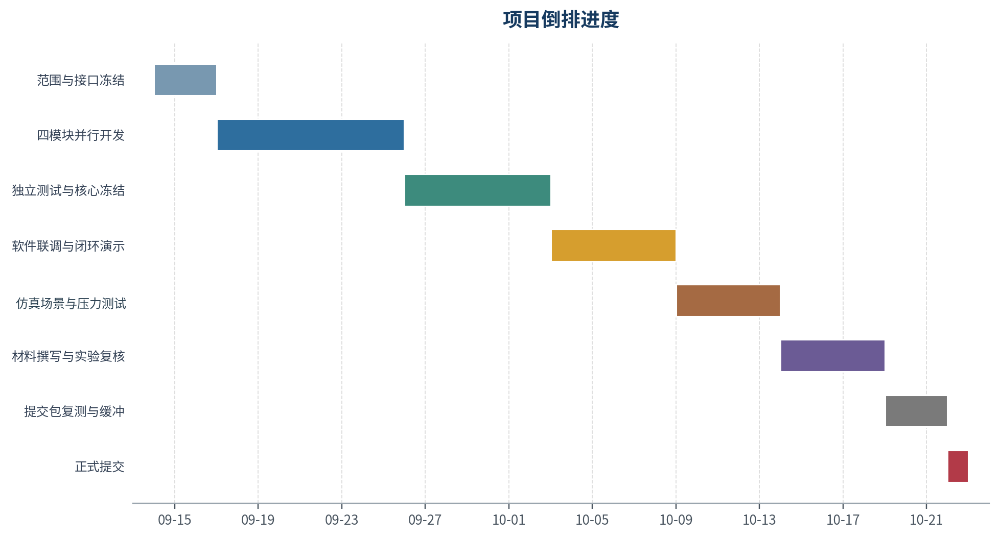 项目倒排进度
范围与接口冻结
四模块并行开发
独立测试与核心冻结
软件联调与闭环演示
仿真场景与压力测试
材料撰写与实验复核
提交包复测与缓冲
正式提交
09-15
09-19
09-23
09-27
10-01
10-05
10-09
10-13
10-17
10-21